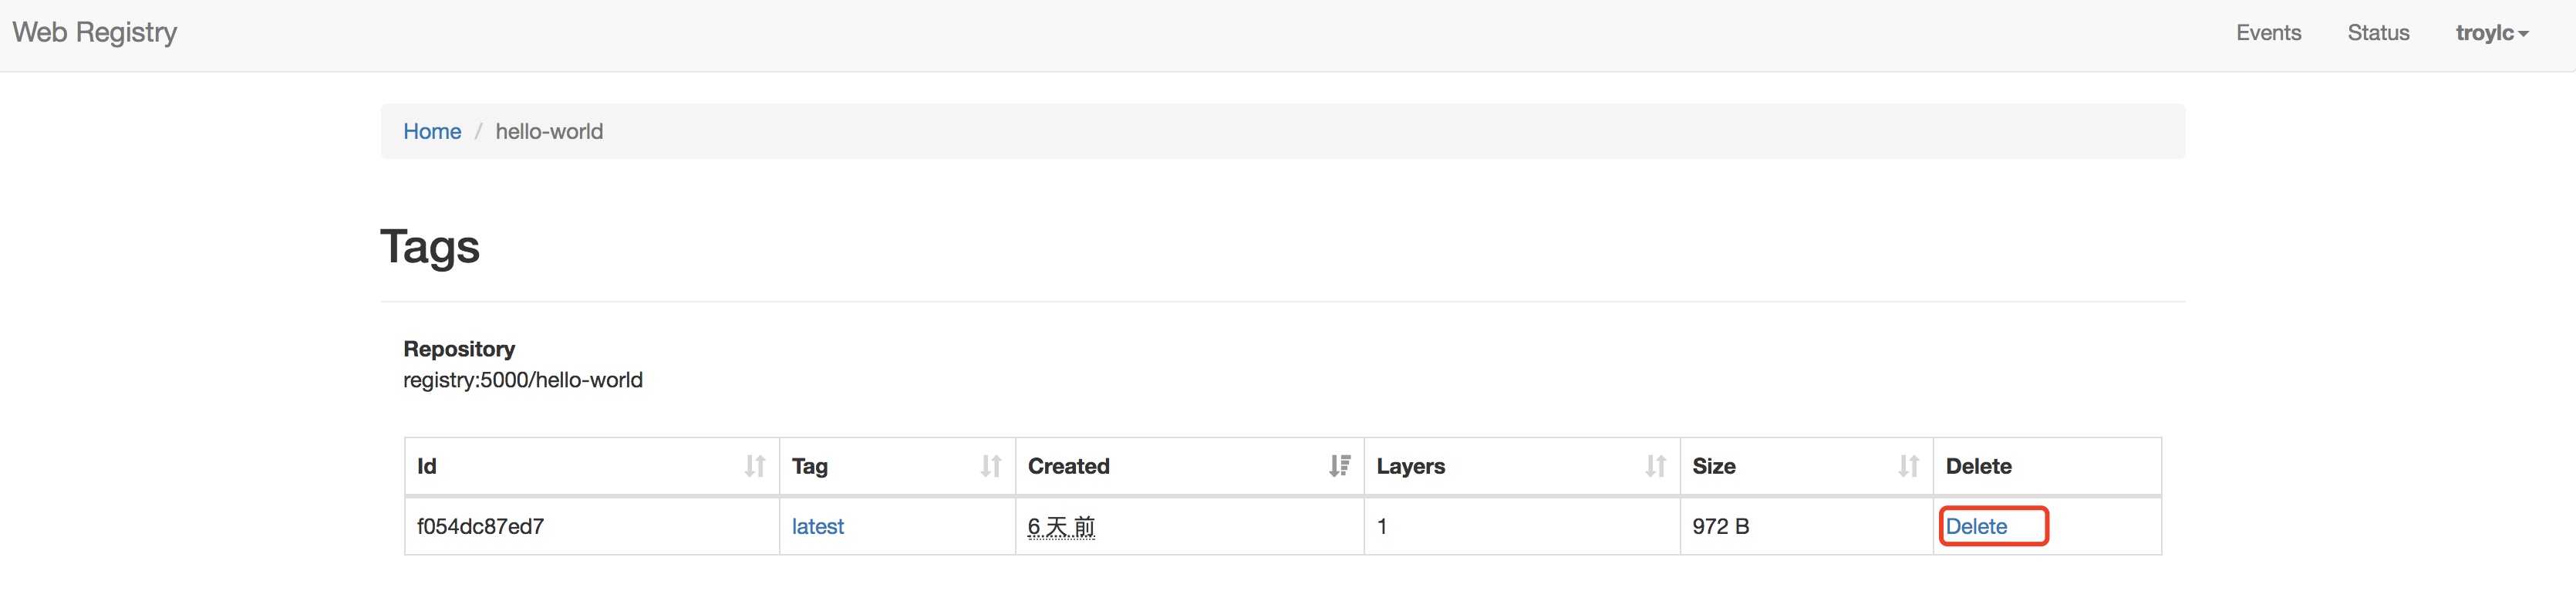 Web Registry Events Status troylc
Home / hello-world
Tags
Repository
registry:5000/hello-world
Id Tag Created Layers Size Delete
f054dc87ed7 latest 6 天前 1 972 B Delete